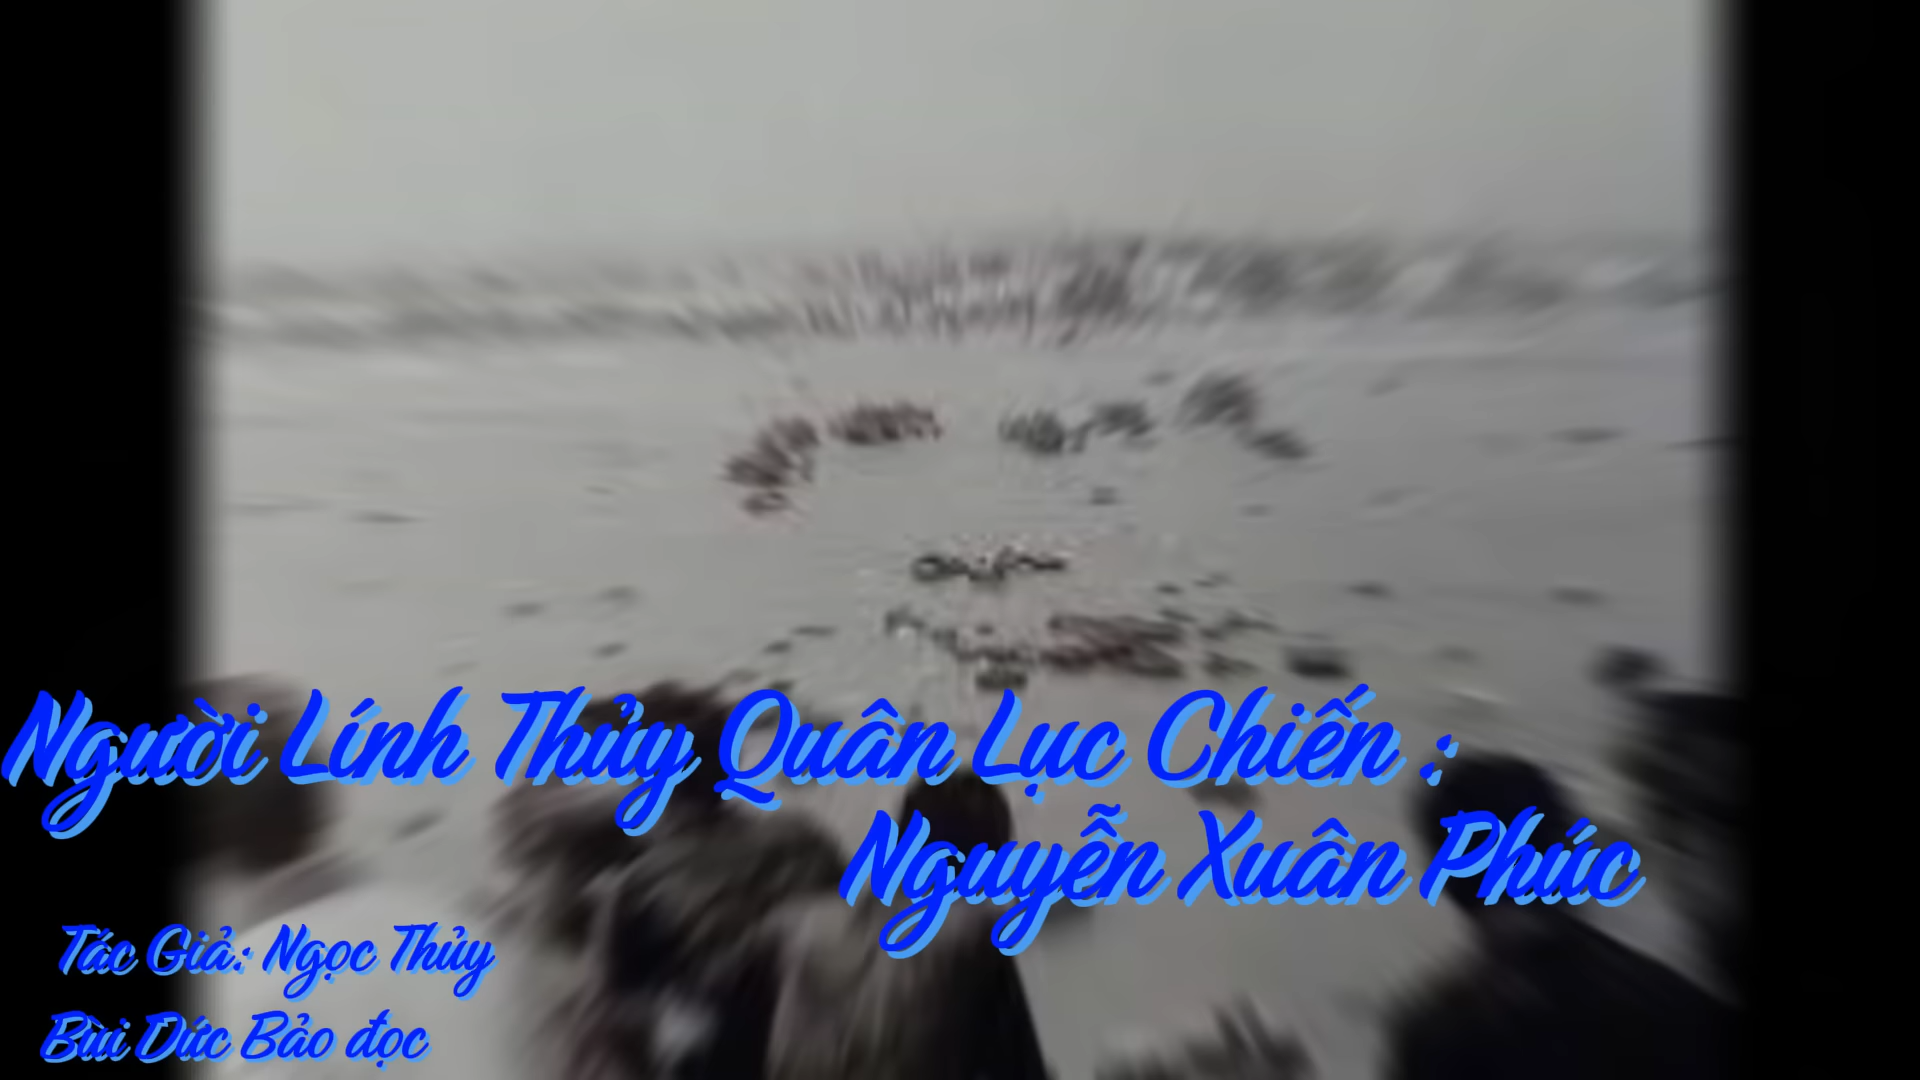 Người Lính Thủy Quân Lục Chiến :
Nguyễn Xuân Phúc
Tác Giả: Ngọc Thủy
Bùi Đức Bảo đọc